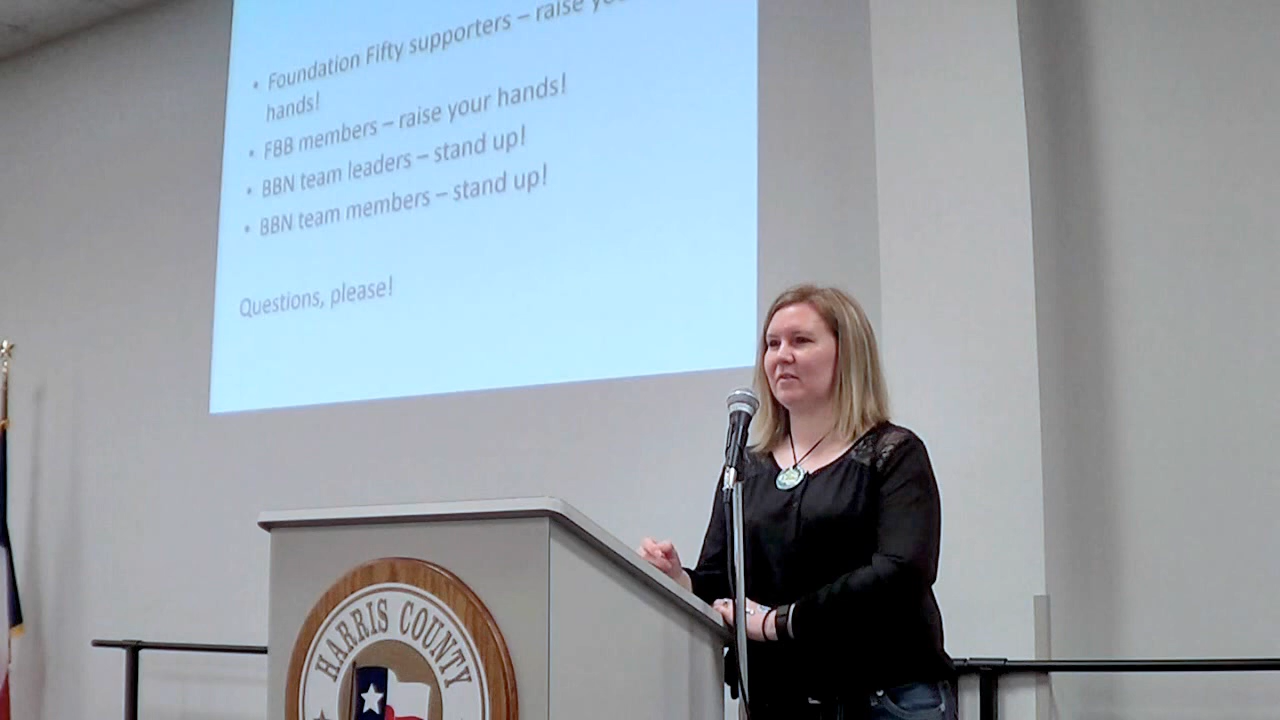 • Foundation Fifty supporters – raise
hands!
• FBB members – raise your hands!
• BBN team leaders – stand up!
• BBN team members – stand up!
Questions, please!
HARRIS COUNTY